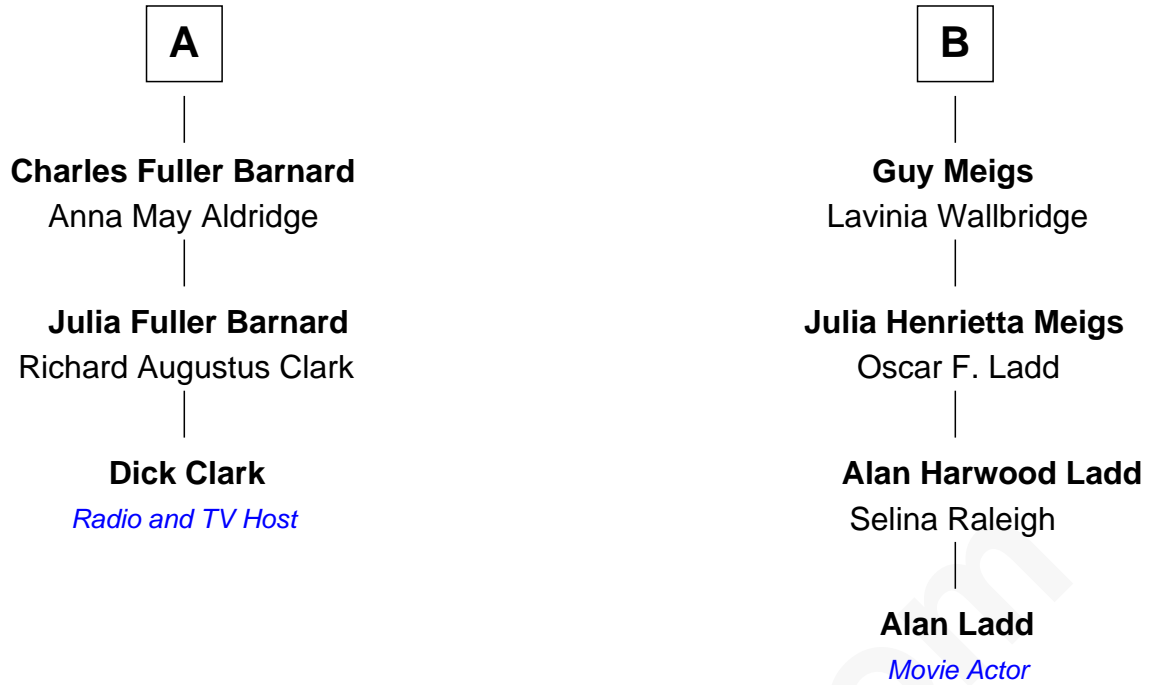 A
Charles Fuller Barnard
Anna May Aldridge
Julia Fuller Barnard
Richard Augustus Clark
Dick Clark
Radio and TV Host
B
Guy Meigs
Lavinia Wallbridge
Julia Henrietta Meigs
Oscar F. Ladd
Alan Harwood Ladd
Selina Raleigh
Alan Ladd
Movie Actor
om